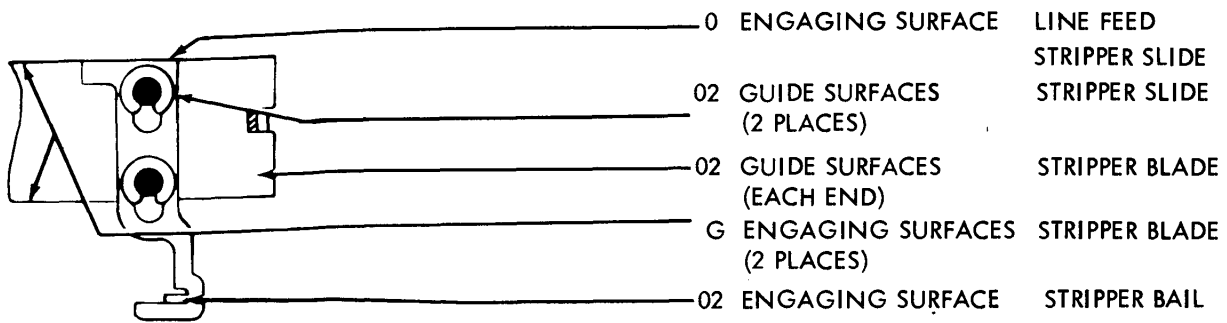 0 ENGAGING SURFACE LINE FEED
STRIPPER SLIDE
02 GUIDE SURFACES STRIPPER SLIDE
(2 PLACES)
02 GUIDE SURFACES STRIPPER BLADE
(EACH END)
G ENGAGING SURFACES STRIPPER BLADE
(2 PLACES)
02 ENGAGING SURFACE STRIPPER BAIL